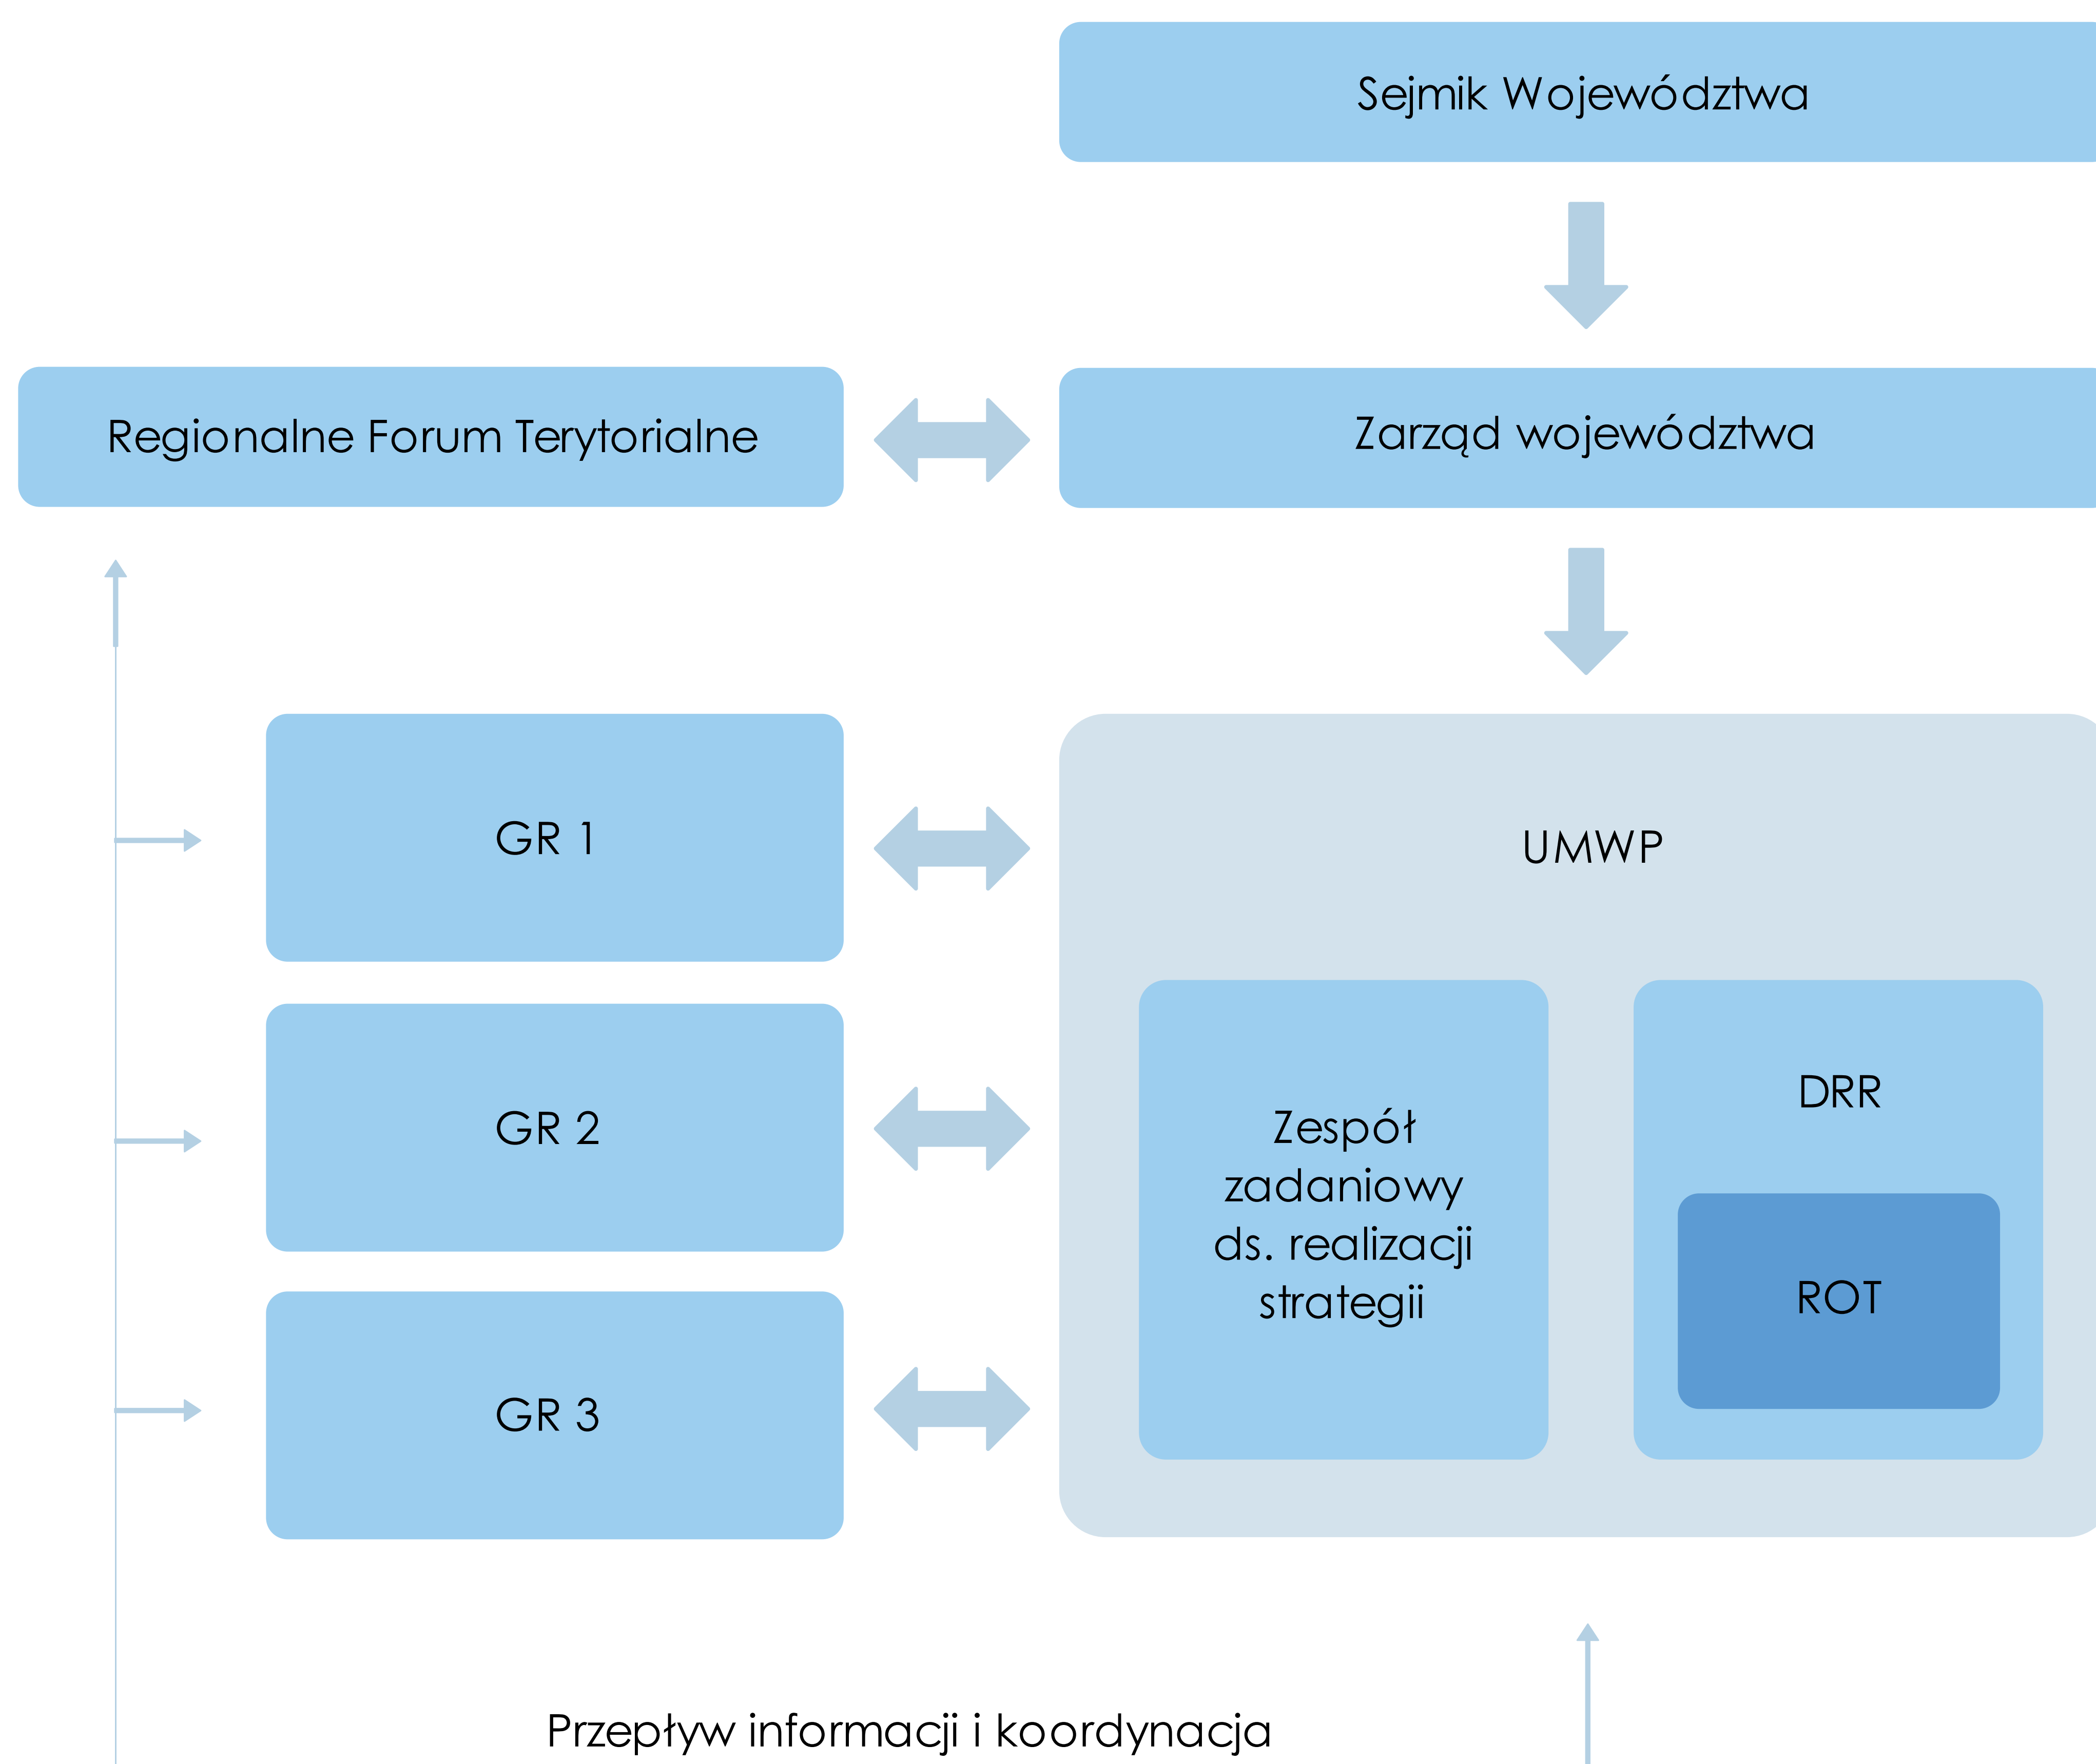 Sejmik Województwa
Regionalne Forum Terytorialne
Zarząd województwa
GR 1
UMWP
GR 2
Zespół
zadaniowy
ds. realizacji
strategii
DRR
ROT
GR 3
Przepływ informacji i koordynacja